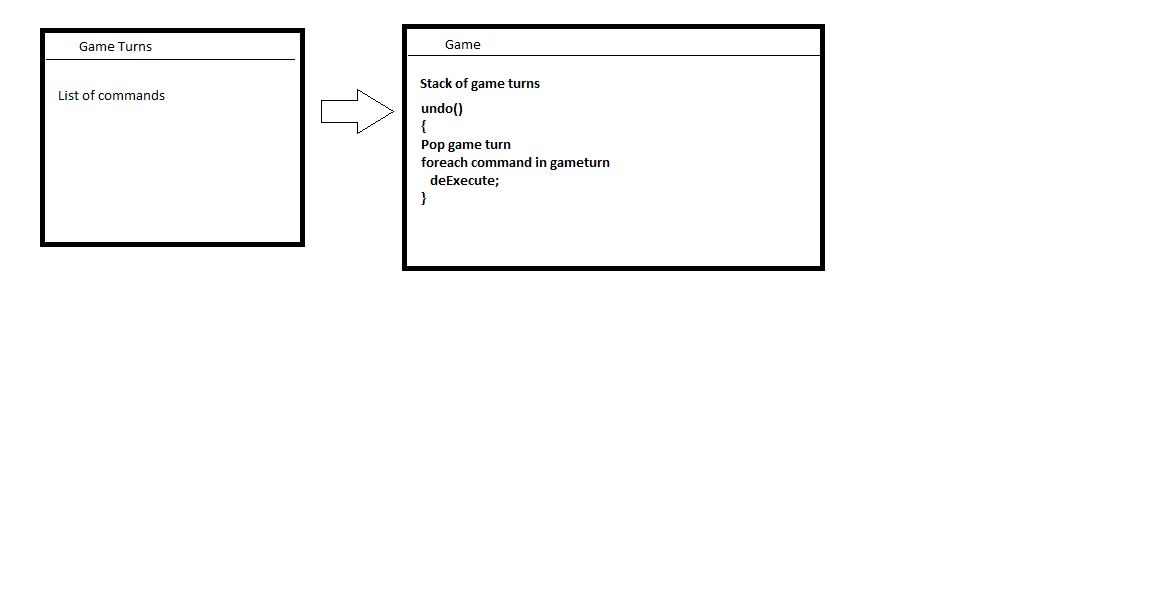 Game Turns
List of commands
Game
Stack of game turns
undo()
{
Pop game turn
foreach command in gameturn
deExecute;
}